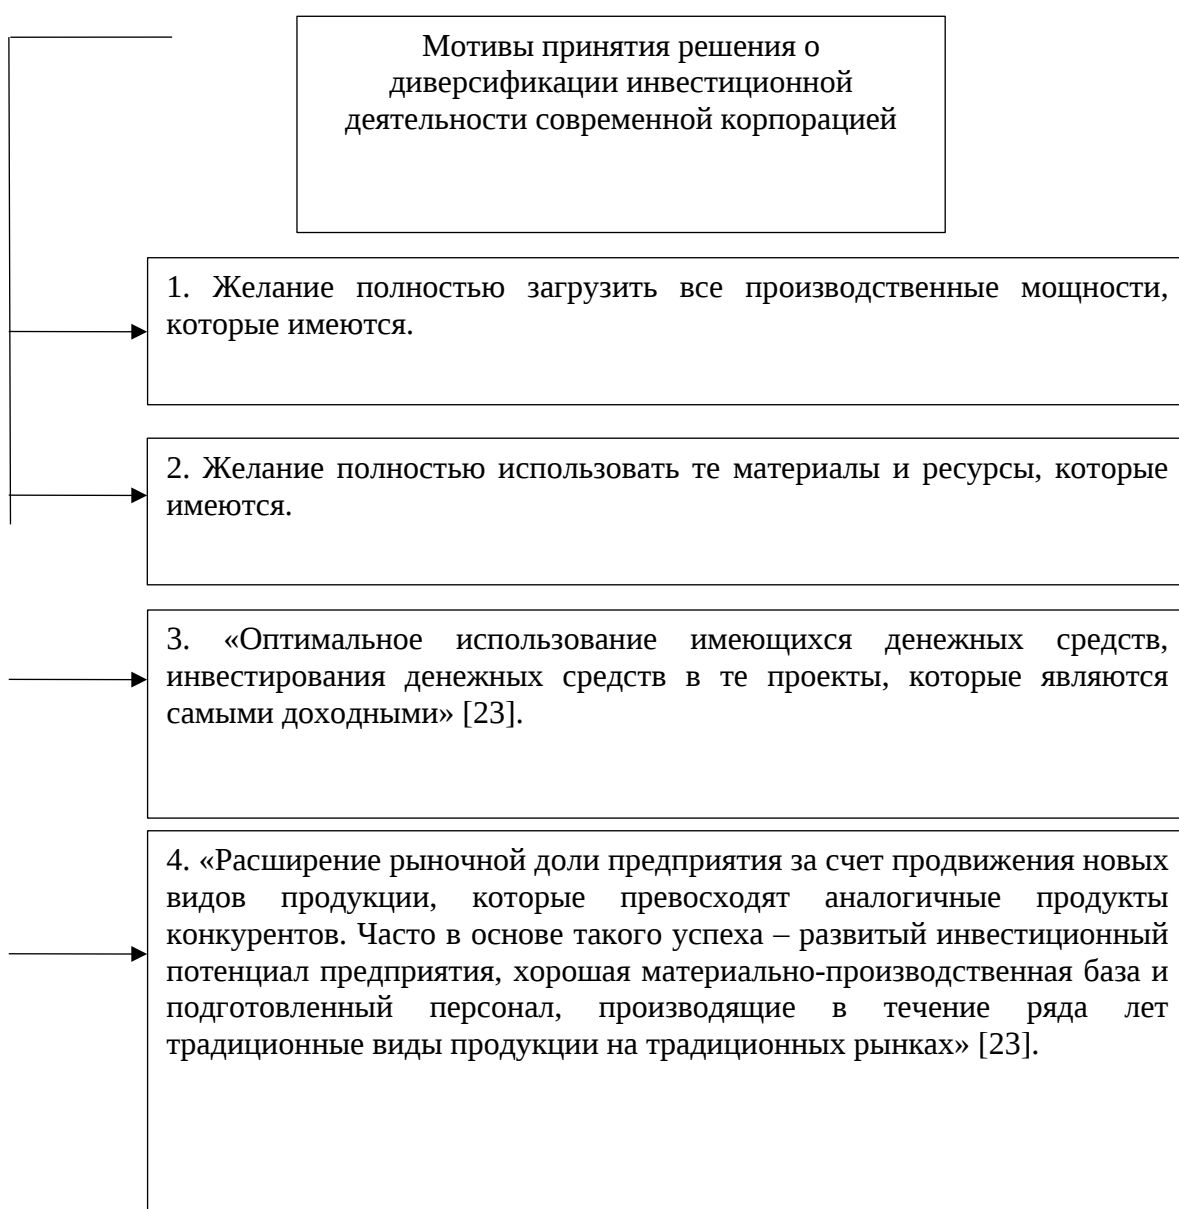 Мотивы принятия решения о
диверсификации инвестиционной
деятельности современной корпорацией
1. Желание полностью загрузить все производственные мощности,
которые имеются.
2. Желание полностью использовать те материалы и ресурсы, которые
имеются.
3. «Оптимальное использование имеющихся денежных средств,
инвестирования денежных средств в те проекты, которые являются
самыми доходными» [23].
4. «Расширение рыночной доли предприятия за счет продвижения новых
видов продукции, которые превосходят аналогичные продукты
конкурентов. Часто в основе такого успеха – развитый инвестиционный
потенциал предприятия, хорошая материально-производственная база и
подготовленный персонал, производящие в течение ряда лет
традиционные виды продукции на традиционных рынках» [23].